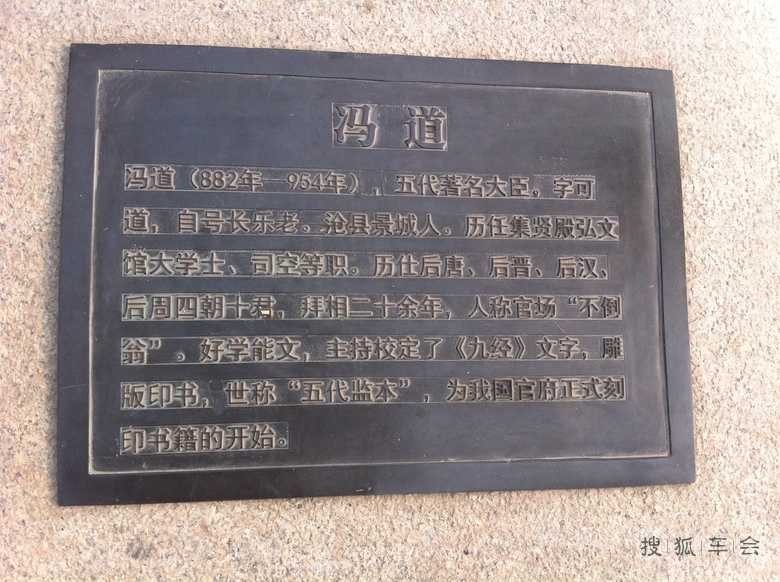 冯道
冯道（882年—954年），五代著名大臣。字可
道，自号长乐老。沧县景城人。历任集贤殿弘文
馆大学士、司空等职。历仕后唐、后晋、后汉、
后周四朝十君，拜相二十余年，人称官场“不倒
翁”。好学能文，主持校定了《九经》文字，雕
版印书，世称“五代监本”，为我国官府正式刻
印书籍的开始。
搜狐车会